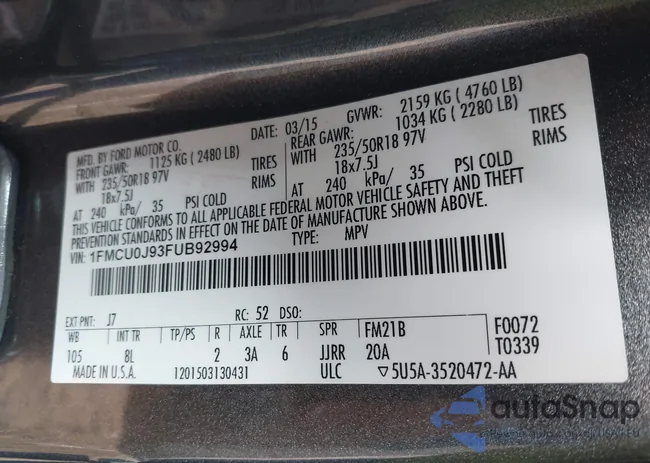 MFD. BY FORD MOTOR CO.
DATE: 03/15 GVWR: 2159 KG ( 4760 LB)
FRONT GAWR: 1125 KG ( 2480 LB) REAR GAWR: 1034 KG ( 2280 LB)
WITH 235/50R18 97V TIRES WITH 235/50R18 97V TIRES
18x7.5J RIMS 18x7.5J RIMS
AT 240 kPa/ 35 PSI COLD AT 240 kPa/ 35 PSI COLD
THIS VEHICLE CONFORMS TO ALL APPLICABLE FEDERAL MOTOR VEHICLE SAFETY AND THEFT
PREVENTION STANDARDS IN EFFECT ON THE DATE OF MANUFACTURE SHOWN ABOVE.
VIN: 1FMCU0J93FUB92994 TYPE: MPV
EXT PNT: J7 RC: 52 DSO:
WB INT TR TP/PS R AXLE TR SPR FM21B F0072
105 8L 2 3A 6 JJRR 20A T0339
MADE IN U.S.A. 1201503130431 ULC ▽5U5A-3520472-AA
autoSnap